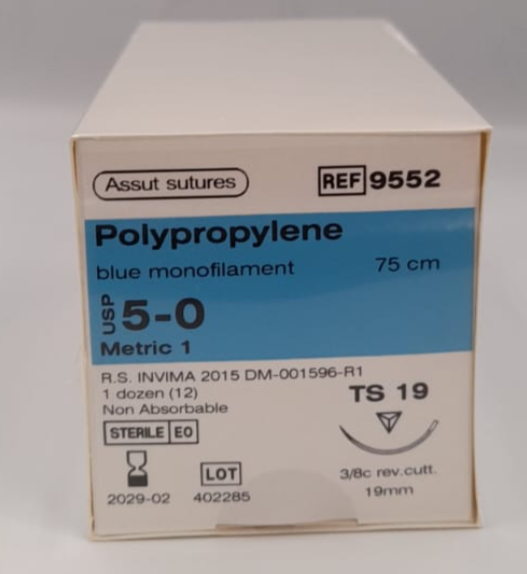 Assut sutures
REF 9552
Polypropylene
blue monofilament 75 cm
USP 5-0
Metric 1
R.S. INVIMA 2015 DM-001596-R1
1 dozen (12)
Non Absorbable
TS 19
STERILE EO
LOT
2029-02 402285
3/8c rev.cutt.
19mm